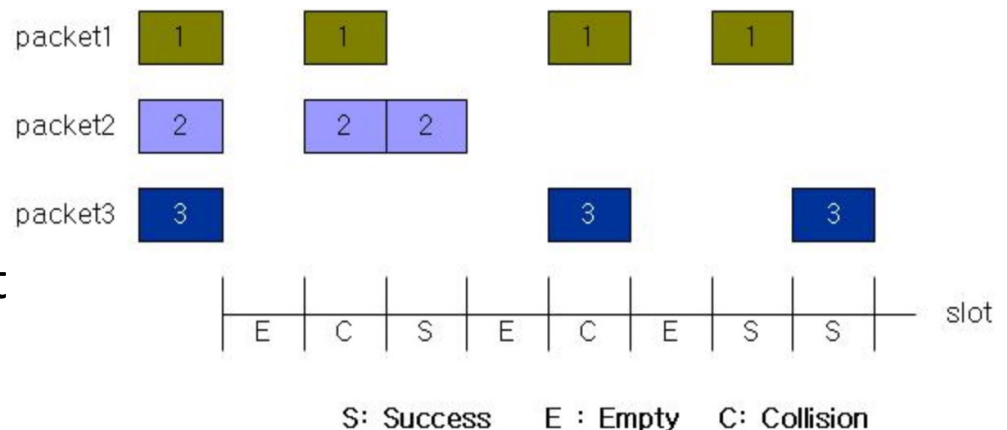 packet1 1 1 1 1
packet2 2 2 2
packet3 3 3 3
t
E C S E C E S S slot
S: Success E : Empty C: Collision